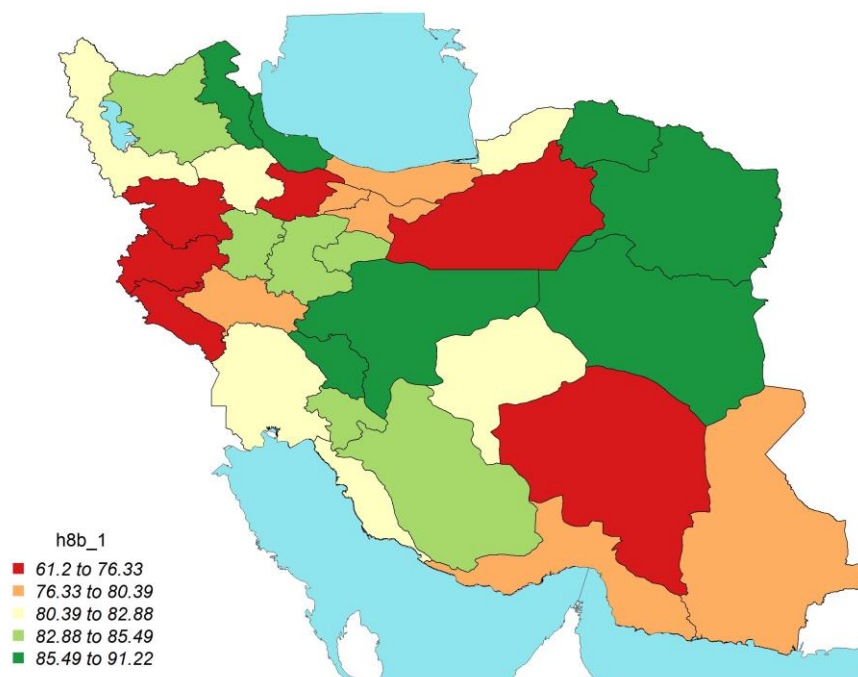 h8b_1
61.2 to 76.33
76.33 to 80.39
80.39 to 82.88
82.88 to 85.49
85.49 to 91.22